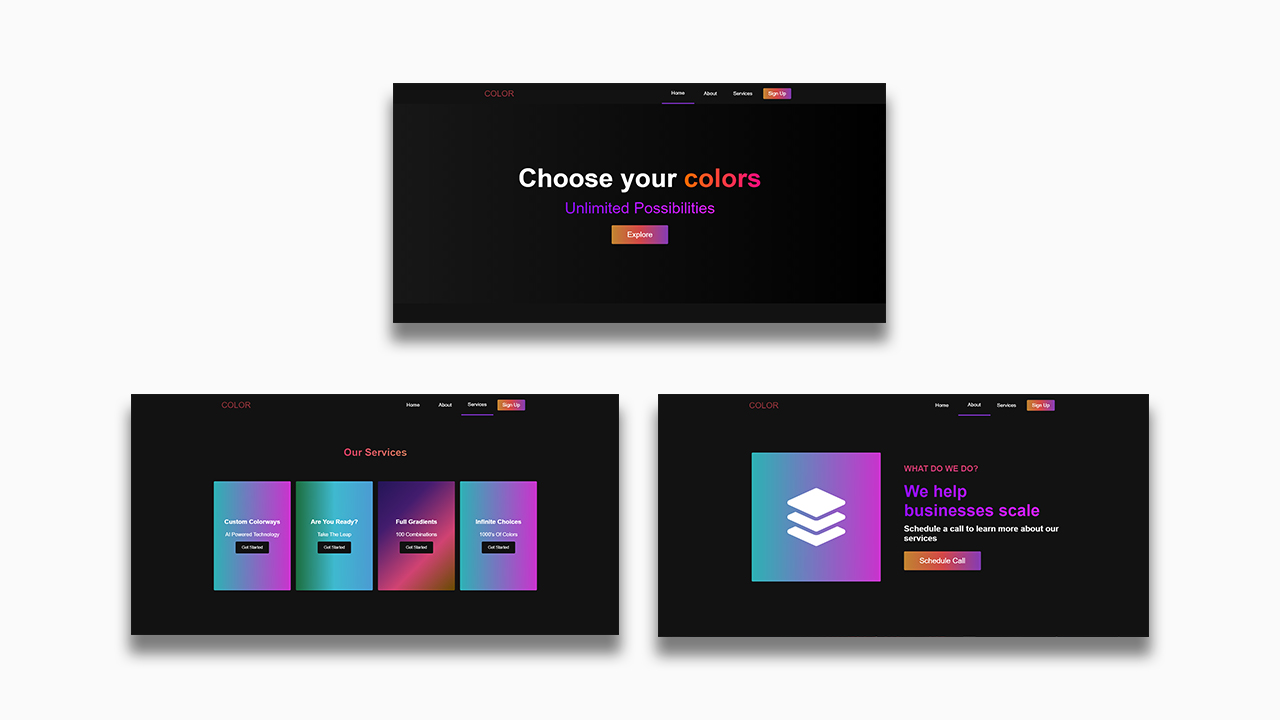 COLOR
Home About Services Sign Up
Choose your colors
Unlimited Possibilities
Explore
COLOR
Home About Services Sign Up
Our Services
Custom Colorways
AI Powered Technology
Get Started
Are You Ready?
Take The Leap
Get Started
Full Gradients
100 Combinations
Get Started
Infinite Choices
1000's Of Colors
Get Started
COLOR
Home About Services Sign Up
WHAT DO WE DO?
We help
businesses scale
Schedule a call to learn more about our
services
Schedule Call